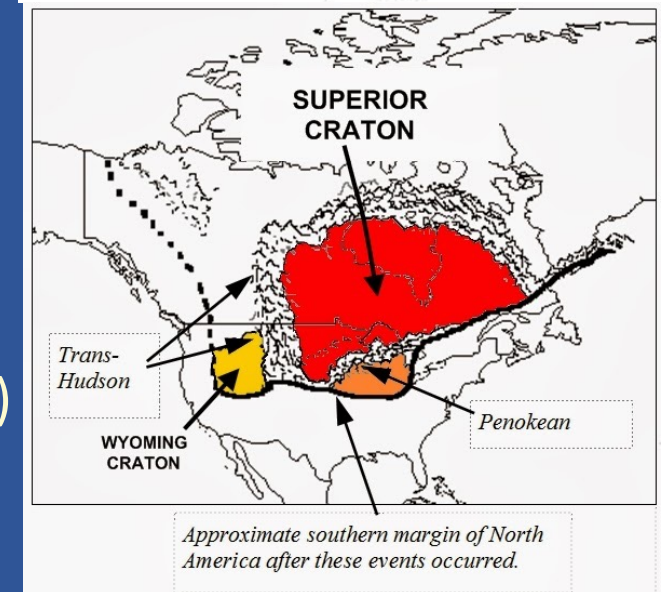 SUPERIOR
CRATON
Trans-
Hudson
)
WYOMING
CRATON
Penokean
Approximate southern margin of North
America after these events occurred.